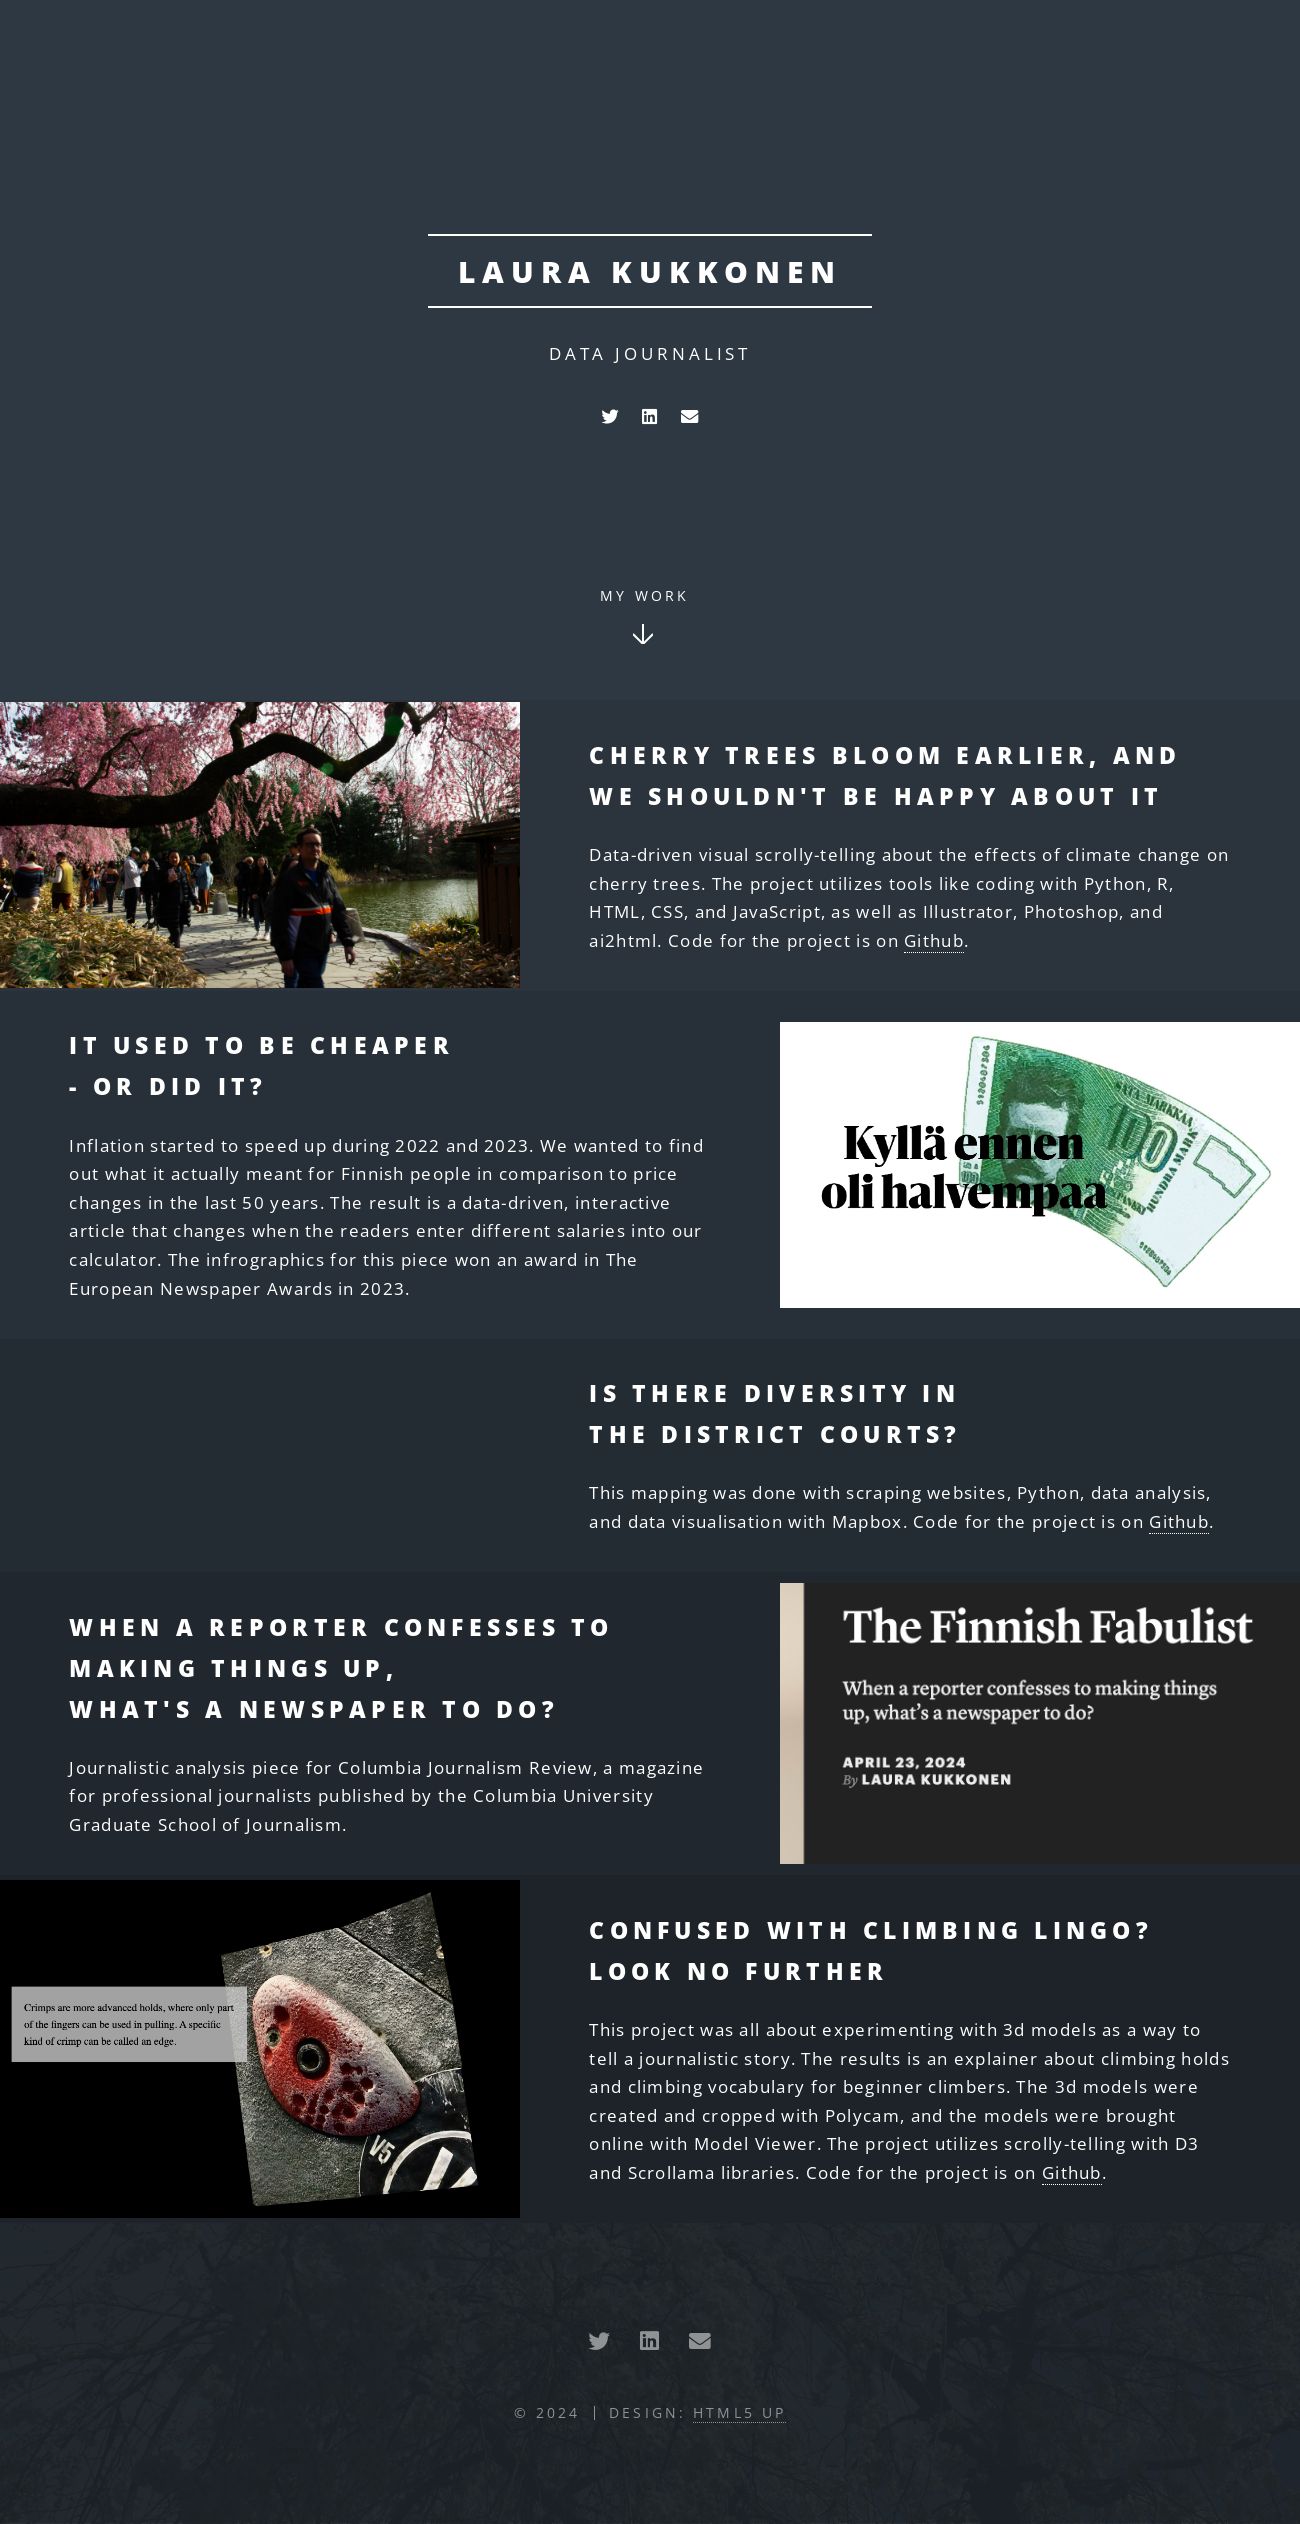 LAURA KUKKONEN
DATA JOURNALIST
MY WORK
CHERRY TREES BLOOM EARLIER, AND
WE SHOULDN'T BE HAPPY ABOUT IT
Data-driven visual scrolly-telling about the effects of climate change on
cherry trees. The project utilizes tools like coding with Python, R,
HTML, CSS, and JavaScript, as well as Illustrator, Photoshop, and
ai2html. Code for the project is on Github.
IT USED TO BE CHEAPER
- OR DID IT?
Inflation started to speed up during 2022 and 2023. We wanted to find
out what it actually meant for Finnish people in comparison to price
changes in the last 50 years. The result is a data-driven, interactive
article that changes when the readers enter different salaries into our
calculator. The infrographics for this piece won an award in The
European Newspaper Awards in 2023.
Kyllä ennen
oli halvempaa
SATA MARKKAA
100
IS THERE DIVERSITY IN
THE DISTRICT COURTS?
This mapping was done with scraping websites, Python, data analysis,
and data visualisation with Mapbox. Code for the project is on Github.
WHEN A REPORTER CONFESSES TO
MAKING THINGS UP,
WHAT'S A NEWSPAPER TO DO?
Journalistic analysis piece for Columbia Journalism Review, a magazine
for professional journalists published by the Columbia University
Graduate School of Journalism.
The Finnish Fabulist
When a reporter confesses to making things
up, what's a newspaper to do?
APRIL 23, 2024
By LAURA KUKKONEN
Crimps are more advanced holds, where only part
of the fingers can be used in pulling. A specific
kind of crimp can be called an edge.
V5
CONFUSED WITH CLIMBING LINGO?
LOOK NO FURTHER
This project was all about experimenting with 3d models as a way to
tell a journalistic story. The results is an explainer about climbing holds
and climbing vocabulary for beginner climbers. The 3d models were
created and cropped with Polycam, and the models were brought
online with Model Viewer. The project utilizes scrolly-telling with D3
and Scrollama libraries. Code for the project is on Github.
© 2024 | DESIGN: HTML5 UP